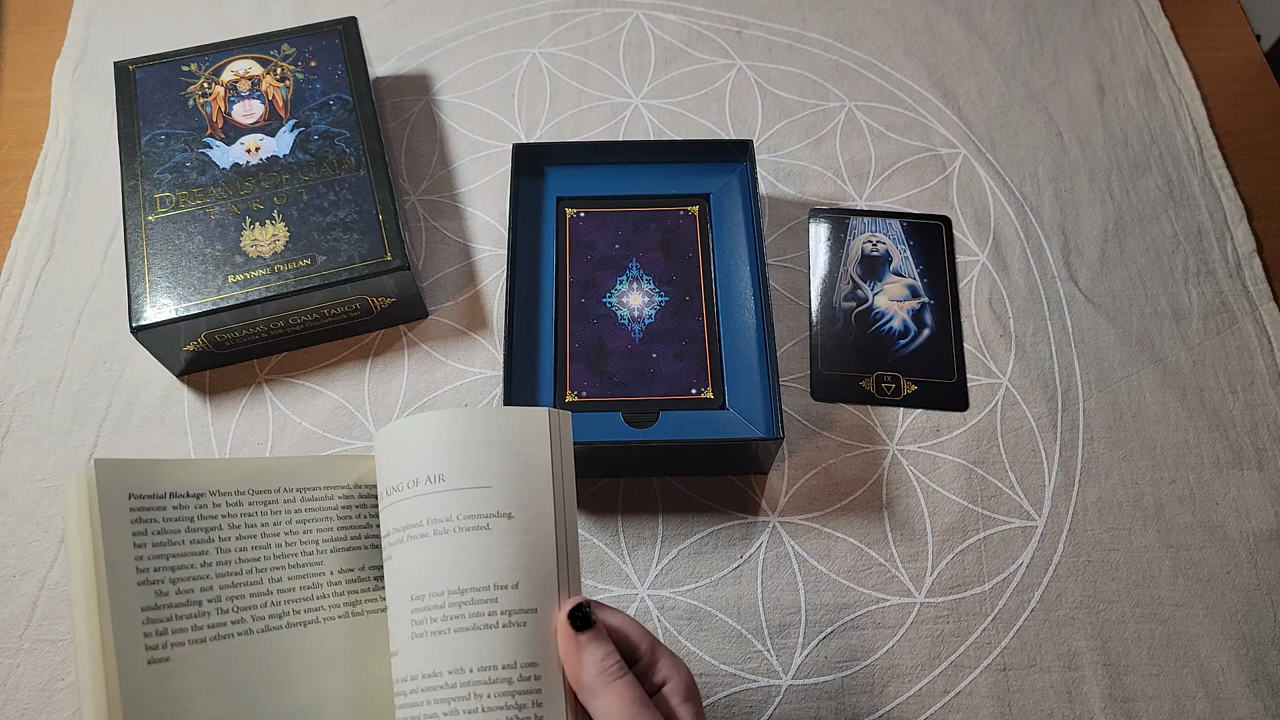 DREAMS OF GAIA
TAROT
RAVYNNE PHELAN
DREAMS OF GAIA TAROT
81 Cards & 308-page Guidebook Set
IX
Potential Blockage: When the Queen of Air appears reversed, she
someone who can be both arrogant and disdainful when dealing
others, treating those who react to her in an emotional way with
and callous disregard. She has an air of superiority, born of a
her intellect stands her above those who are more emotionally
or compassionate. This can result in her being isolated and alone
her arrogance, she may choose to believe that her alienation is the
others' ignorance, instead of her own behaviour.
She does not understand that sometimes a show of
understanding will open minds more readily than intellect
clinical brutality. The Queen of Air reversed asks that you not
to fall into the same web. You might be smart, you might even
but if you treat others with callous disregard, you will find
alone.
KING OF AIR
Disciplined, Ethical, Commanding,
Precise, Rule-Oriented,
Keep your judgement free of
emotional impediment
Don't be drawn into an argument
Don't reject unsolicited advice
leader, with a stern and com-
and somewhat intimidating, due to
is tempered by a compassion
man, with vast knowledge. He
When he